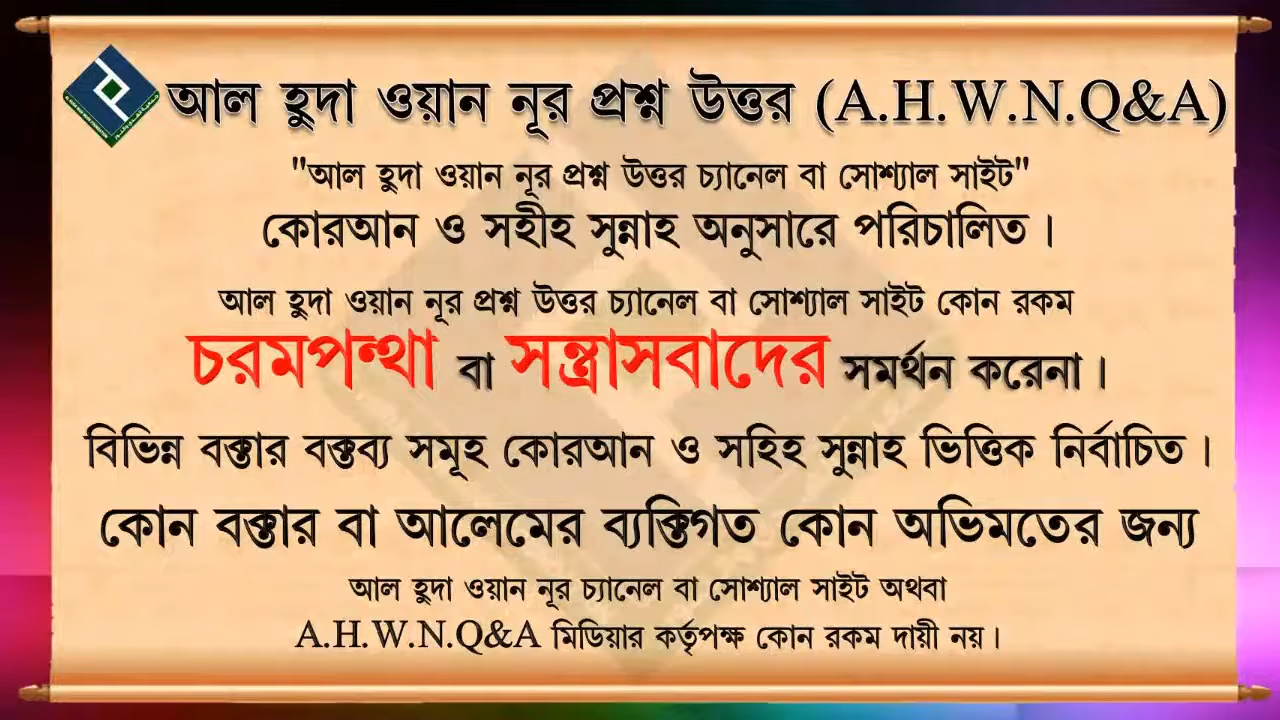 আল হুদা ওয়ান নূর প্রশ্ন উত্তর (A.H.W.N.Q&A)
"আল হুদা ওয়ান নূর প্রশ্ন উত্তর চ্যানেল বা সোশ্যাল সাইট"
কোরআন ও সহীহ সুন্নাহ অনুসারে পরিচালিত।
আল হুদা ওয়ান নূর প্রশ্ন উত্তর চ্যানেল বা সোশ্যাল সাইট কোন রকম
চরমপন্থা বা সন্ত্রাসবাদের সমর্থন করেনা।
বিভিন্ন বক্তার বক্তব্য সমূহ কোরআন ও সহিহ সুন্নাহ ভিত্তিক নির্বাচিত।
কোন বক্তার বা আলেমের ব্যক্তিগত কোন অভিমতের জন্য
আল হুদা ওয়ান নূর চ্যানেল বা সোশ্যাল সাইট অথবা
A.H.W.N.Q&A মিডিয়ার কর্তৃপক্ষ কোন রকম দায়ী নয়।